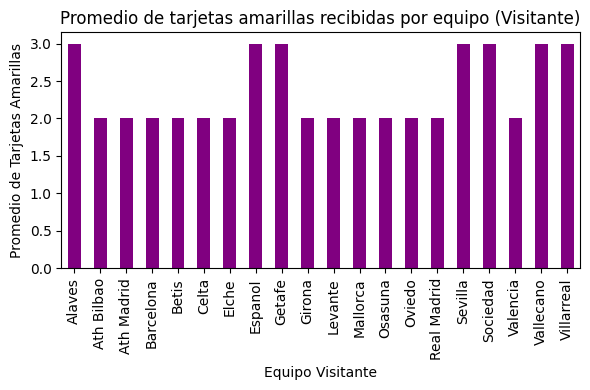 Promedio de tarjetas amarillas recibidas por equipo (Visitante)
Promedio de Tarjetas Amarillas
3.0
2.5
2.0
1.5
1.0
0.5
0.0
Alaves
Ath Bilbao
Ath Madrid
Barcelona
Betis
Celta
Elche
Espanol
Getafe
Girona
Levante
Mallorca
Osasuna
Oviedo
Real Madrid
Sevilla
Sociedad
Valencia
Vallecano
Villarreal
Equipo Visitante